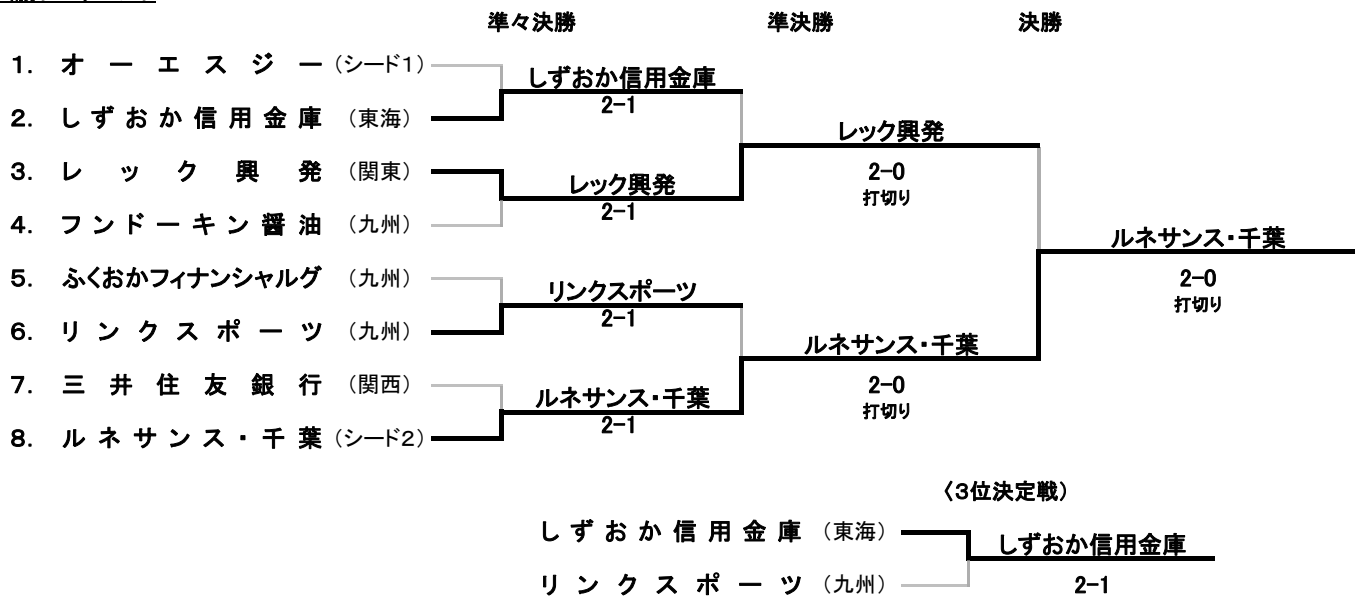 準々決勝 準決勝 決勝
1. オーエスジー (シード1)
しずおか信用金庫
2-1
2. しずおか信用金庫 (東海)
レック興発
2-0
打切り
3. レック興発 (関東)
レック興発
2-1
4. フンドーキン醤油 (九州)
ルネサンス・千葉
2-0
打切り
5. ふくおかフィナンシャルグ (九州)
リンクスポーツ
2-1
6. リンクスポーツ (九州)
ルネサンス・千葉
2-0
打切り
7. 三井住友銀行 (関西)
ルネサンス・千葉
2-1
8. ルネサンス・千葉 (シード2)
〈3位決定戦〉
しずおか信用金庫 (東海)
しずおか信用金庫
2-1
リンクスポーツ (九州)